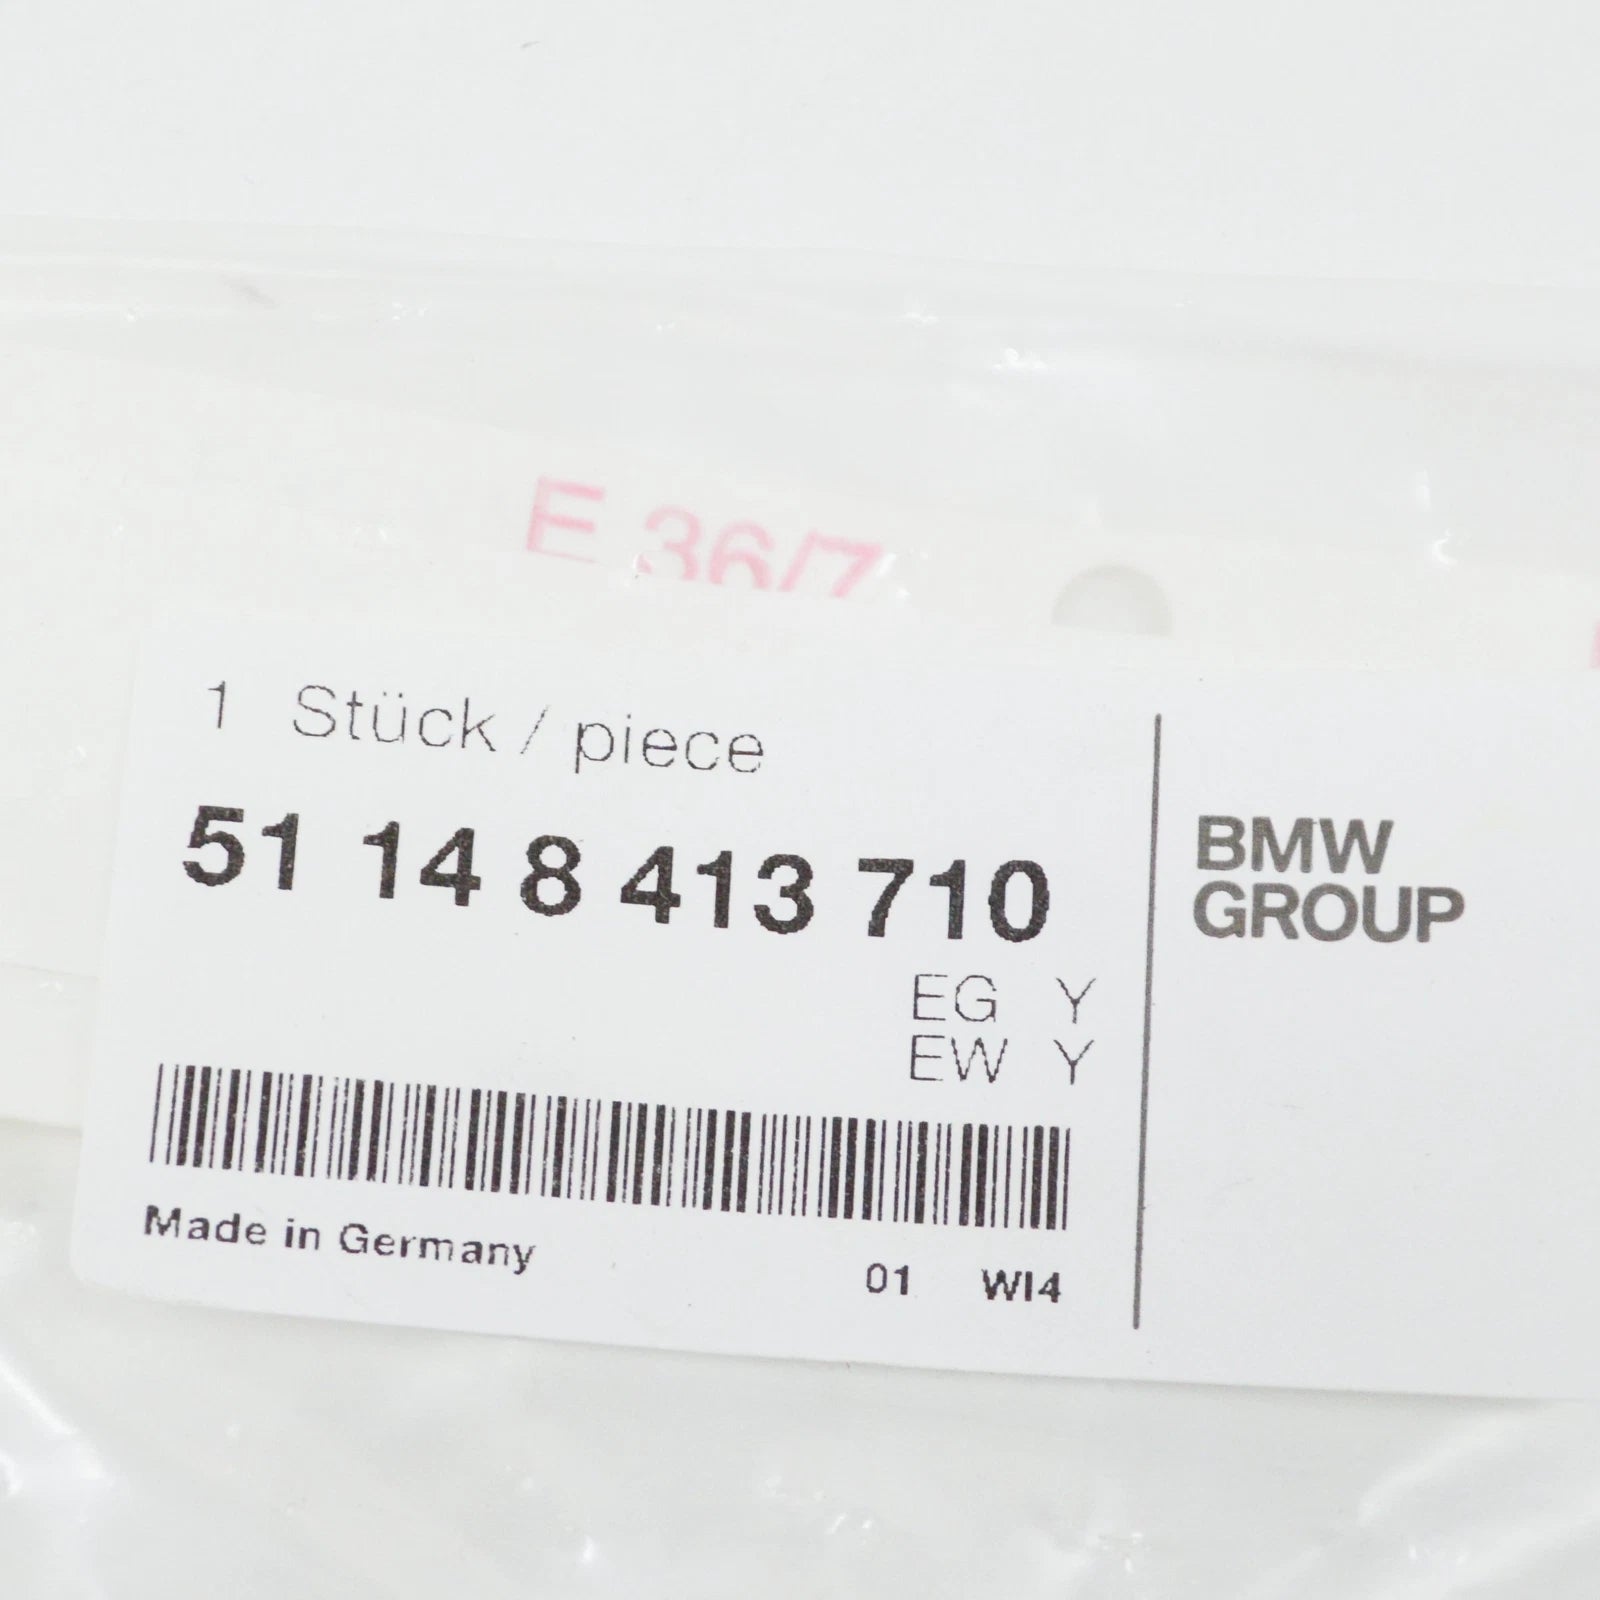 E 36/7
1 Stück / piece
51 14 8 413 710
EG Y
EW Y
Made in Germany
01 WI4
BMW
GROUP